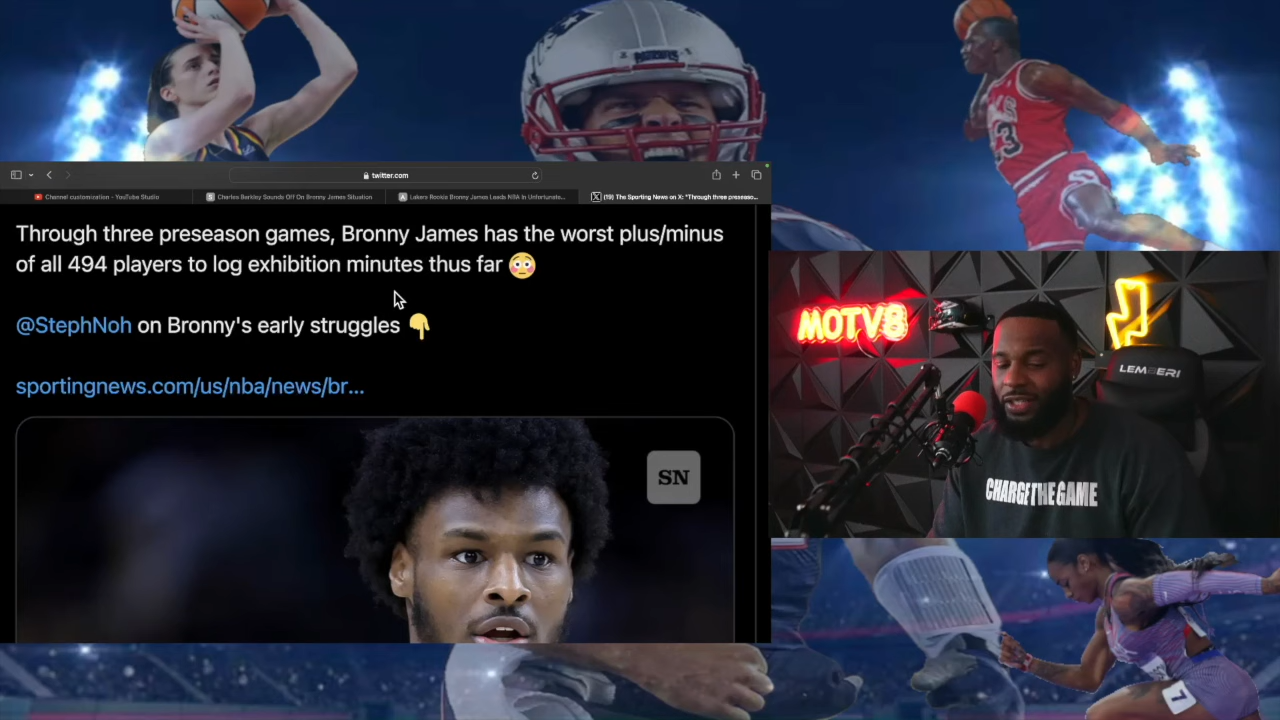 PATRIOTS
twitter.com
Channel customization - YouTube Studio
Charles Barkley Sounds Off On Bronny James Situation
Lakers Rookie Bronny James Leads NBA In Unfortunate...
(19) The Sporting News on X: "Through three preseaso...
Through three preseason games, Bronny James has the worst plus/minus
of all 494 players to log exhibition minutes thus far 😳
@StephNoh on Bronny's early struggles 👇
sportingnews.com/us/nba/news/br...
SN
MOTV8
LEMBERI
CHARGE THE GAME
7